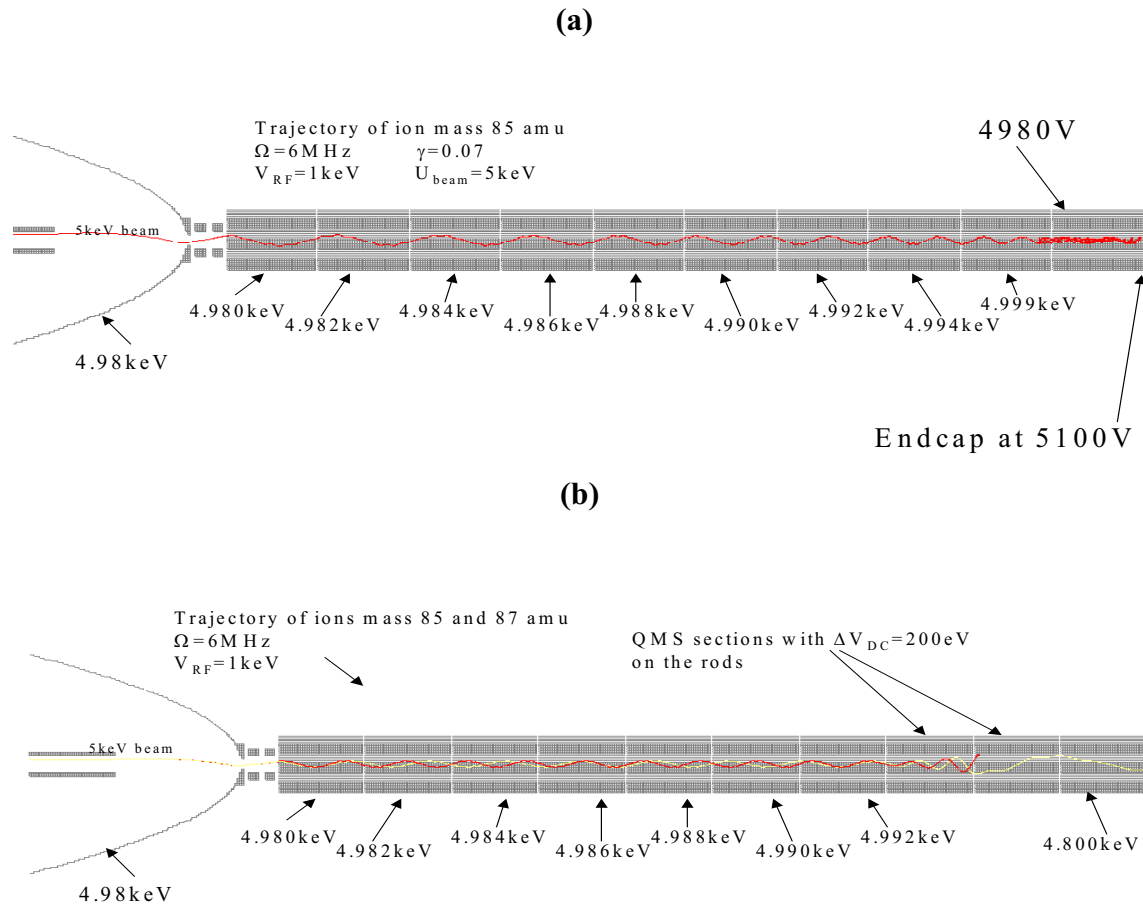 (a)
Trajectory of ion mass 85 amu
Ω=6MHz γ=0.07
V_RF=1keV U_beam=5keV
4980V
5keV beam
4.980keV
4.982keV
4.984keV
4.986keV
4.988keV
4.990keV
4.992keV
4.994keV
4.999keV
4.98keV
Endcap at 5100V
(b)
Trajectory of ions mass 85 and 87 amu
Ω=6MHz
V_RF=1keV
QMS sections with ΔV_DC=200eV
on the rods
5keV beam
4.980keV
4.982keV
4.984keV
4.986keV
4.988keV
4.990keV
4.992keV
4.800keV
4.98keV